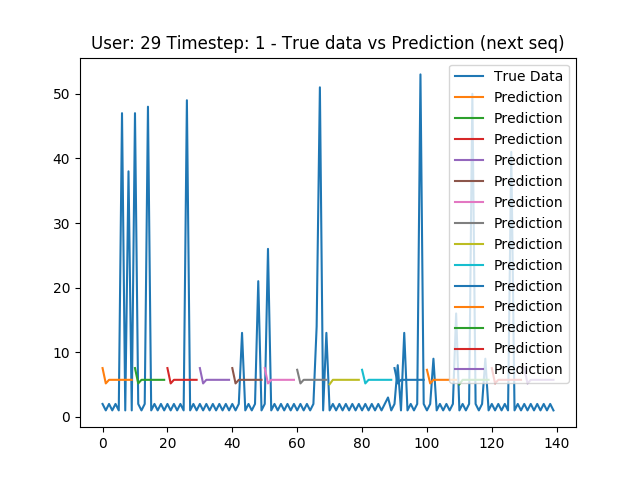 User: 29 Timestep: 1 - True data vs Prediction (next seq)
50
40
30
20
10
0
0 20 40 60 80 100 120 140
True Data
Prediction
Prediction
Prediction
Prediction
Prediction
Prediction
Prediction
Prediction
Prediction
Prediction
Prediction
Prediction
Prediction
Prediction